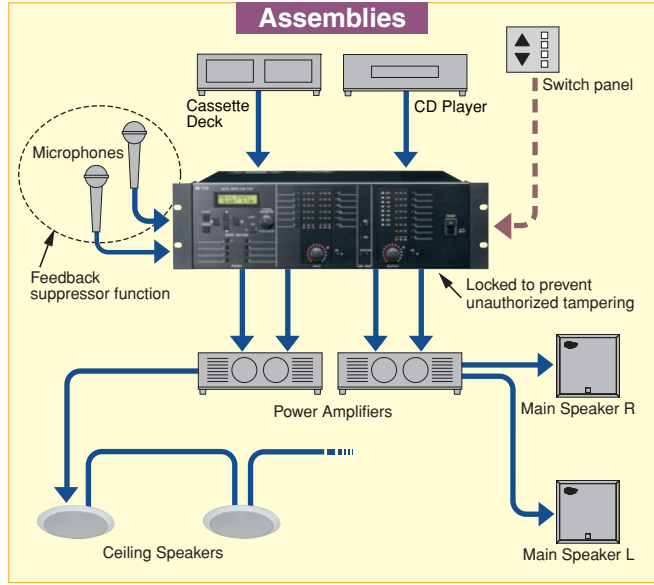 Assemblies
Cassette
Deck
CD Player
Switch panel
Microphones
TOA
Feedback
suppressor function
Locked to prevent
unauthorized tampering
Power Amplifiers
Main Speaker R
Ceiling Speakers
Main Speaker L